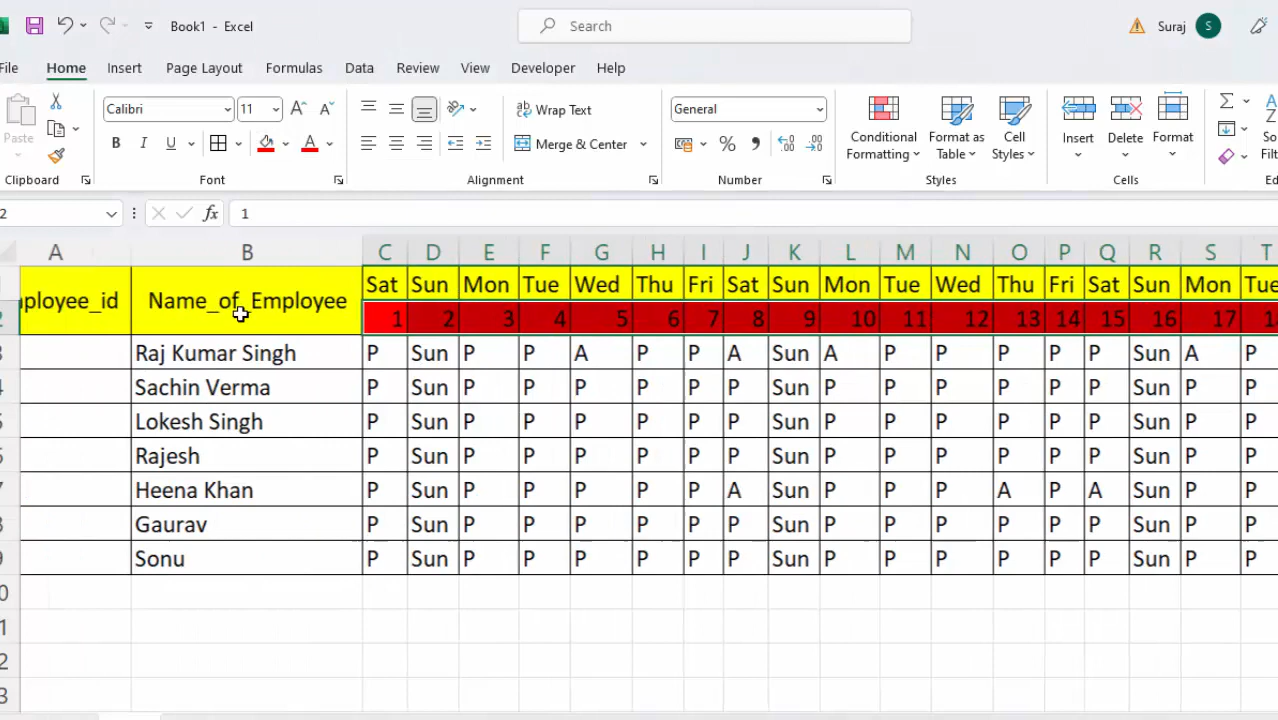 Book1 - Excel
Search
Suraj S
File Home Insert Page Layout Formulas Data Review View Developer Help
Paste
Calibri 11
B I U A
ab Wrap Text
Merge & Center
General
%
Conditional Formatting
Format as Table
Cell Styles
Insert
Delete
Format
Clipboard Font Alignment Number Styles Cells
fx 1
A B C D E F G H I J K L M N O P Q R S T
ployee_id Name_of_Employee Sat Sun Mon Tue Wed Thu Fri Sat Sun Mon Tue Wed Thu Fri Sat Sun Mon Tue
1 2 3 4 5 6 7 8 9 10 11 12 13 14 15 16 17
Raj Kumar Singh P Sun P P A P P A Sun A P P P P P Sun A P
Sachin Verma P Sun P P P P P P Sun P P P P P P Sun P P
Lokesh Singh P Sun P P P P P P Sun P P P P P P Sun P P
Rajesh P Sun P P P P P P Sun P P P P P P Sun P P
Heena Khan P Sun P P P P P A Sun P P P A P A Sun P P
Gaurav P Sun P P P P P P Sun P P P P P P Sun P P
Sonu P Sun P P P P P P Sun P P P P P P Sun P P